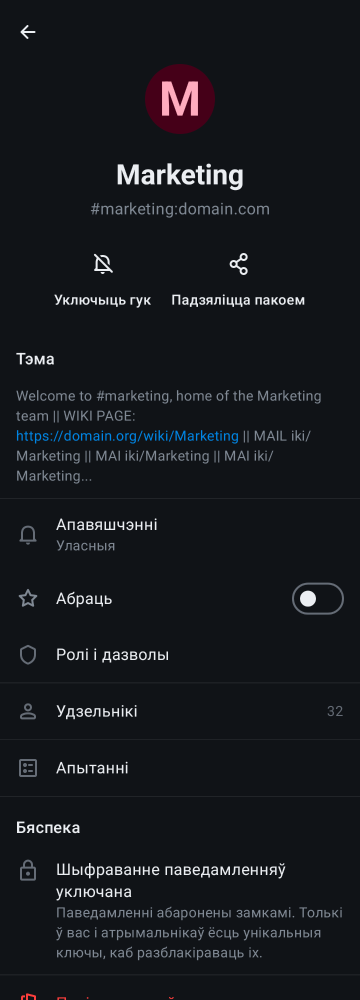 M
Marketing
#marketing:domain.com
Уключыць гук
Падзяліцца пакоем
Тэма
Welcome to #marketing, home of the Marketing
team || WIKI PAGE:
https://domain.org/wiki/Marketing || MAIL iki/
Marketing || MAI iki/Marketing || MAI iki/
Marketing...
Апавяшчэнні
Уласныя
Абраць
Ролі і дазволы
Удзельнікі
32
Апытанні
Бяспека
Шыфраванне паведамленняў
уключана
Паведамленні абаронены замкамі. Толькі
ў вас і атрымальнікаў ёсць унікальныя
ключы, каб разблакіраваць іх.